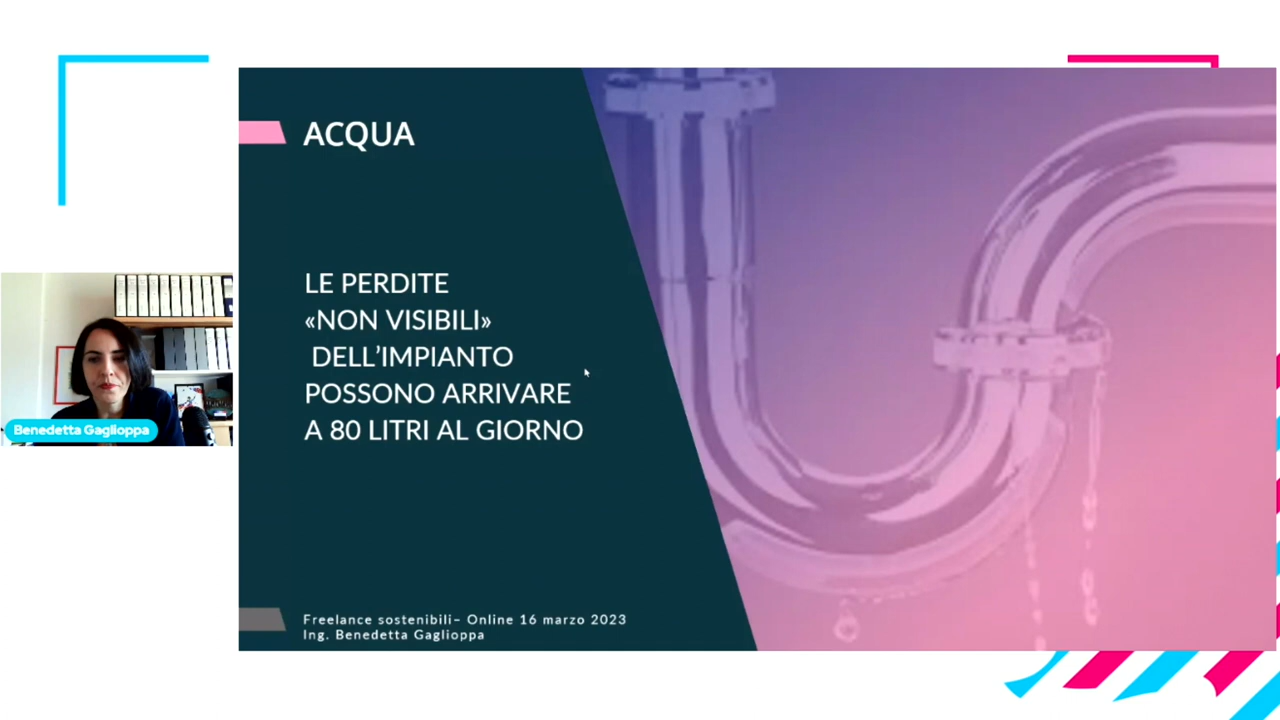 ACQUA
LE PERDITE
«NON VISIBILI»
DELL’IMPIANTO
POSSONO ARRIVARE
A 80 LITRI AL GIORNO
Benedetta Gaglioppa
Freelance sostenibili– Online 16 marzo 2023
Ing. Benedetta Gaglioppa